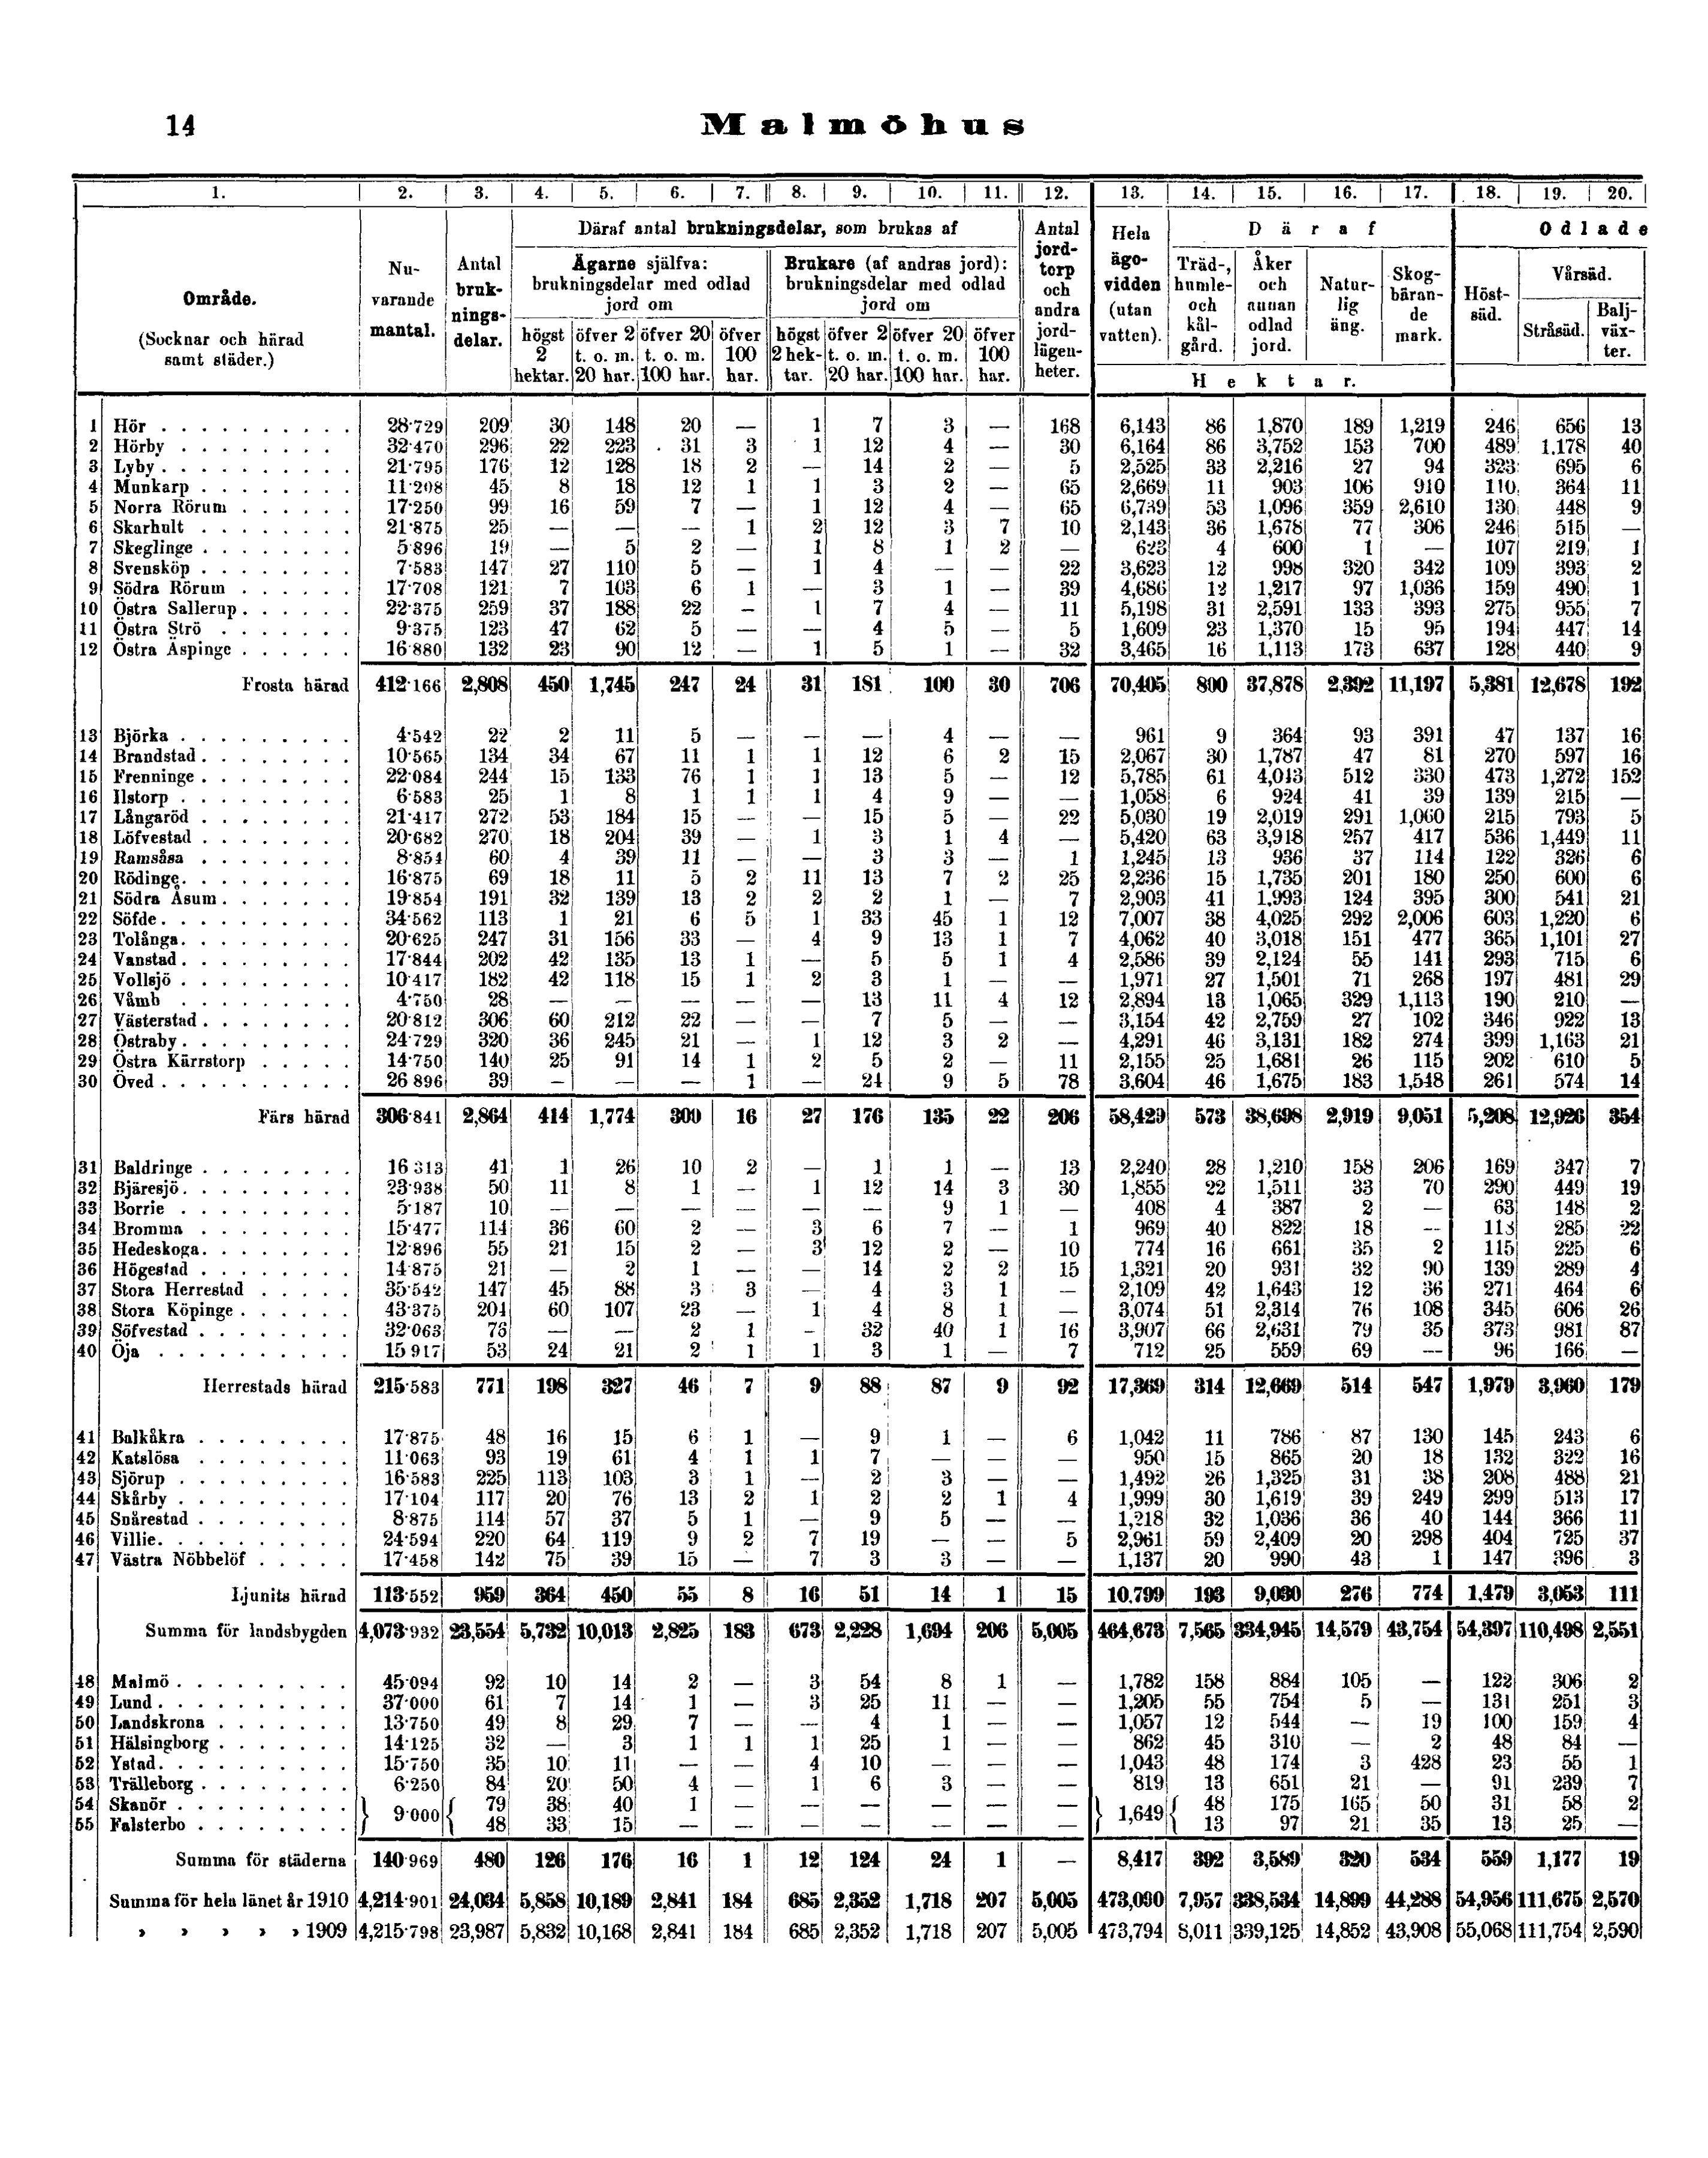 14 Malmöhus
1. 2. 3. 4. 5. 6. 7. 8. 9. 10. 11. 12. 13. 14. 15. 16. 17. 18. 19. 20.
Område.
(Socknar och härad
samt städer.)
Nu-
varande
mantal.
Antal
bruk-
nings-
delar.
Däraf antal brukningsdelar, som brukas af
Ägarne själfva:
brukningsdelar med odlad
jord om
högst
2
hektar.
öfver 2
t. o. m.
20 har.
öfver 20
t. o. m.
100 har.
öfver
100
har.
Brukare (af andras jord):
brukningsdelar med odlad
jord om
högst
2 hek-
tar.
öfver 2
t. o. m.
20 har.
öfver 20
t. o. m.
100 har.
öfver
100
har.
Antal
jord-
torp
och
andra
jord-
lägen-
heter.
Hela
ägo-
vidden
(utan
vatten).
Däraf
Träd-,
humle-
och
kål-
gård.
Åker
och
annan
odlad
jord.
Natur-
lig
äng.
Skog-
bäran-
de
mark.
Hektar.
Odlade
Höst-
säd.
Vårsäd.
Stråsäd.
Balj-
väx-
ter.
1 Hör 28·729 209 30 148 20 — 1 7 3 — 168 6,143 86 1,870 189 1,219 246 656 13
2 Hörby 32·470 296 22 223 31 3 1 12 4 — 30 6,164 86 3,752 153 700 489 1,178 40
3 Lyby 21·795 176 12 128 18 2 — 14 2 — 5 2,525 33 2,216 27 94 323 695 6
4 Munkarp 11·208 45 8 18 12 1 1 3 2 — 65 2,669 11 903 106 910 110 364 11
5 Norra Rörum 17·250 99 16 59 7 — 1 12 4 — 65 6,739 53 1,096 359 2,610 130 448 9
6 Skarhult 21·875 25 — — — 1 2 12 3 7 10 2,143 36 1,678 77 306 246 515 —
7 Skeglinge 5·896 19 — 5 2 — 1 8 1 2 — 623 4 600 1 — 107 219 1
8 Svensköp 7·583 147 27 110 5 — 1 4 — — 22 3,623 12 998 320 342 109 393 2
9 Södra Rörum 17·708 121 7 103 6 1 — 3 1 — 39 4,686 12 1,217 97 1,036 159 490 1
10 Östra Sallerup 22·375 259 37 188 22 — 1 7 4 — 11 5,198 31 2,591 133 393 275 955 7
11 Östra Strö 9·375 123 47 62 5 — — 4 5 — 5 1,609 23 1,370 15 95 194 447 14
12 Östra Äspinge 16·880 132 23 90 12 — 1 5 1 — 32 3,465 16 1,113 173 637 128 440 9
Frosta härad 412·166 2,808 450 1,745 247 24 31 181 100 30 706 70,405 800 37,878 2,392 11,197 5,381 12,678 192
13 Björka 4·542 22 2 11 5 — — — 4 — — 961 9 364 93 391 47 137 16
14 Brandstad 10·565 134 34 67 11 1 1 12 6 2 15 2,067 30 1,787 47 81 270 597 16
15 Frenninge 22·084 244 15 133 76 1 1 13 5 — 12 5,785 61 4,013 512 330 473 1,272 152
16 Ilstorp 6·583 25 1 8 1 1 1 4 9 — — 1,058 6 924 41 39 139 215 —
17 Långaröd 21·417 272 53 184 15 — — 15 5 — 22 5,030 19 2,019 291 1,060 215 793 5
18 Löfvestad 20·682 270 18 204 39 — 1 3 1 4 — 5,420 63 3,918 257 417 536 1,449 11
19 Ramsåsa 8·854 60 4 39 11 — — 3 3 — 1 1,245 13 936 37 114 122 326 6
20 Rödinge 16·875 69 18 11 5 2 11 13 7 2 25 2,236 15 1,735 201 180 250 600 6
21 Södra Åsum 19·854 191 32 139 13 2 2 2 1 — 7 2,903 41 1,993 124 395 300 541 21
22 Söfde 34·562 113 1 21 6 5 1 33 45 1 12 7,007 38 4,025 292 2,006 603 1,220 6
23 Tolånga 20·625 247 31 156 33 — 4 9 13 1 7 4,062 40 3,018 151 477 365 1,101 27
24 Vanstad 17·844 202 42 135 13 1 — 5 5 1 4 2,586 39 2,124 55 141 293 715 6
25 Vollsjö 10·417 182 42 118 15 1 2 3 1 — — 1,971 27 1,501 71 268 197 481 29
26 Våmb 4·750 28 — — — — — 13 11 4 12 2,894 13 1,065 329 1,113 190 210 —
27 Västerstad 20·812 306 60 212 22 — — 7 5 — — 3,154 42 2,759 27 102 346 922 13
28 Östraby 24·729 320 36 245 21 — 1 12 3 2 — 4,291 46 3,131 182 274 399 1,163 21
29 Östra Kärrstorp 14·750 140 25 91 14 1 2 5 2 — 11 2,155 25 1,681 26 115 202 610 5
30 Öved 26 896 39 — — — 1 — 24 9 5 78 3,604 46 1,675 183 1,548 261 574 14
Färs härad 306·841 2,864 414 1,774 300 16 27 176 135 22 206 58,429 573 38,698 2,919 9,051 5,208 12,926 354
31 Baldringe 16 313 41 1 26 10 2 — 1 1 — 13 2,240 28 1,210 158 206 169 347 7
32 Bjäresjö 23·938 50 11 8 1 — 1 12 14 3 30 1,855 22 1,511 33 70 290 449 19
33 Borrie 5·187 10 — — — — — — 9 1 — 408 4 387 2 — 63 148 2
34 Bromma 15·477 114 36 60 2 — 3 6 7 — 1 969 40 822 18 — 113 285 22
35 Hedeskoga 12·896 55 21 15 2 — 3 12 2 — 10 774 16 661 35 2 115 225 6
36 Högestad 14·875 21 — 2 1 — — 14 2 2 15 1,321 20 931 32 90 139 289 4
37 Stora Herrestad 35·542 147 45 88 3 3 — 4 3 1 — 2,109 42 1,643 12 36 271 464 6
38 Stora Köpinge 43·375 204 60 107 23 — 1 4 8 1 — 3,074 51 2,314 76 108 345 606 26
39 Söfvestad 32·063 76 — — 2 1 — 32 40 1 16 3,907 66 2,631 79 35 373 981 87
40 Öja 15 917 53 24 21 2 1 1 3 1 — 7 712 25 559 69 — 96 166 —
Herrestads härad 215·583 771 198 327 46 7 9 88 87 9 92 17,369 314 12,669 514 547 1,979 3,960 179
41 Balkåkra 17·875 48 16 15 6 1 — 9 1 — 6 1,042 11 786 87 130 145 243 6
42 Katslösa 11·063 93 19 61 4 1 1 7 — — — 950 15 865 20 18 132 322 16
43 Sjörup 16·583 225 113 103 3 1 — 2 3 — — 1,492 26 1,325 31 38 208 488 21
44 Skårby 17·104 117 20 76 13 2 1 2 2 1 4 1,999 30 1,619 39 249 299 513 17
45 Snårestad 8·875 114 57 37 5 1 — 9 5 — — 1,218 32 1,036 36 40 144 366 11
46 Villie 24·594 220 64 119 9 2 7 19 — — 5 2,961 59 2,409 20 298 404 725 37
47 Västra Nöbbelöf 17·458 142 75 39 15 — 7 3 3 — — 1,137 20 990 43 1 147 396 3
Ljunits härad 113·552 959 364 450 55 8 16 51 14 1 15 10,799 193 9,030 276 774 1,479 3,053 111
Summa för landsbygden 4,073·932 23,554 5,732 10,013 2,825 183 673 2,228 1,694 206 5,005 464,673 7,565 334,945 14,579 43,754 54,397 110,498 2,551
48 Malmö 45·094 92 10 14 2 — 3 54 8 1 — 1,782 158 884 105 — 122 306 2
49 Lund 37·000 61 7 14 1 — 3 25 11 — — 1,205 55 754 5 — 131 251 3
50 Landskrona 13·750 49 8 29 7 — — 4 1 — — 1,057 12 544 — 19 100 159 4
51 Hälsingborg 14·125 32 — 3 1 1 1 25 1 — — 862 45 310 — 2 48 84 —
52 Ystad 15·750 35 10 11 — — 4 10 — — — 1,043 48 174 3 428 23 55 1
53 Trälleborg 6·250 84 20 50 4 — 1 6 3 — — 819 13 651 21 — 91 239 7
54 Skanör 9·000 79 38 40 1 — — — — — — 1,649 48 175 165 50 31 58 2
55 Falsterbo 48 33 15 — — — — — — — 13 97 21 35 13 25 —
Summa för städerna 140·969 480 126 176 16 1 12 124 24 1 — 8,417 392 3,589 320 534 559 1,177 19
Summa för hela länet år 1910 4,214·901 24,034 5,858 10,189 2,841 184 685 2,352 1,718 207 5,005 473,090 7,957 338,534 14,899 44,288 54,956 111,675 2,570
» » » » » 1909 4,215·798 23,987 5,832 10,168 2,841 184 685 2,352 1,718 207 5,005 473,794 8,011 339,125 14,852 43,908 55,068 111,754 2,590